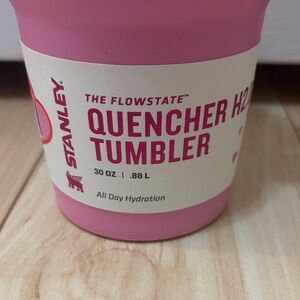 STANLEY
THE FLOWSTATE™
QUENCHER H2.
TUMBLER
30 OZ | .88 L
All Day Hydration